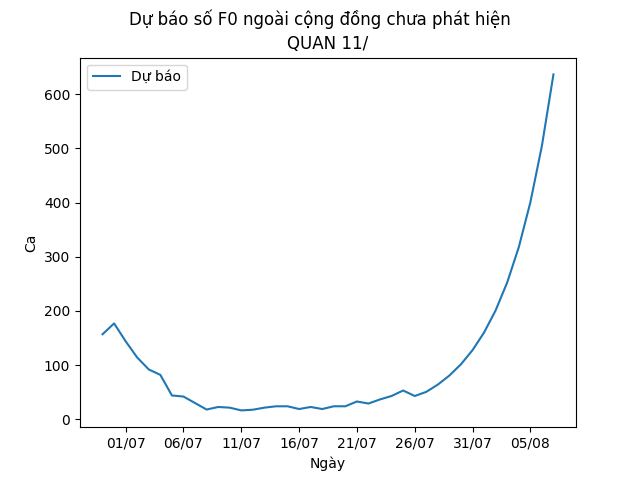 Dự báo số F0 ngoài cộng đồng chưa phát hiện
QUAN 11/
Dự báo
600
500
400
300
200
100
0
Ca
01/07 06/07 11/07 16/07 21/07 26/07 31/07 05/08
Ngày